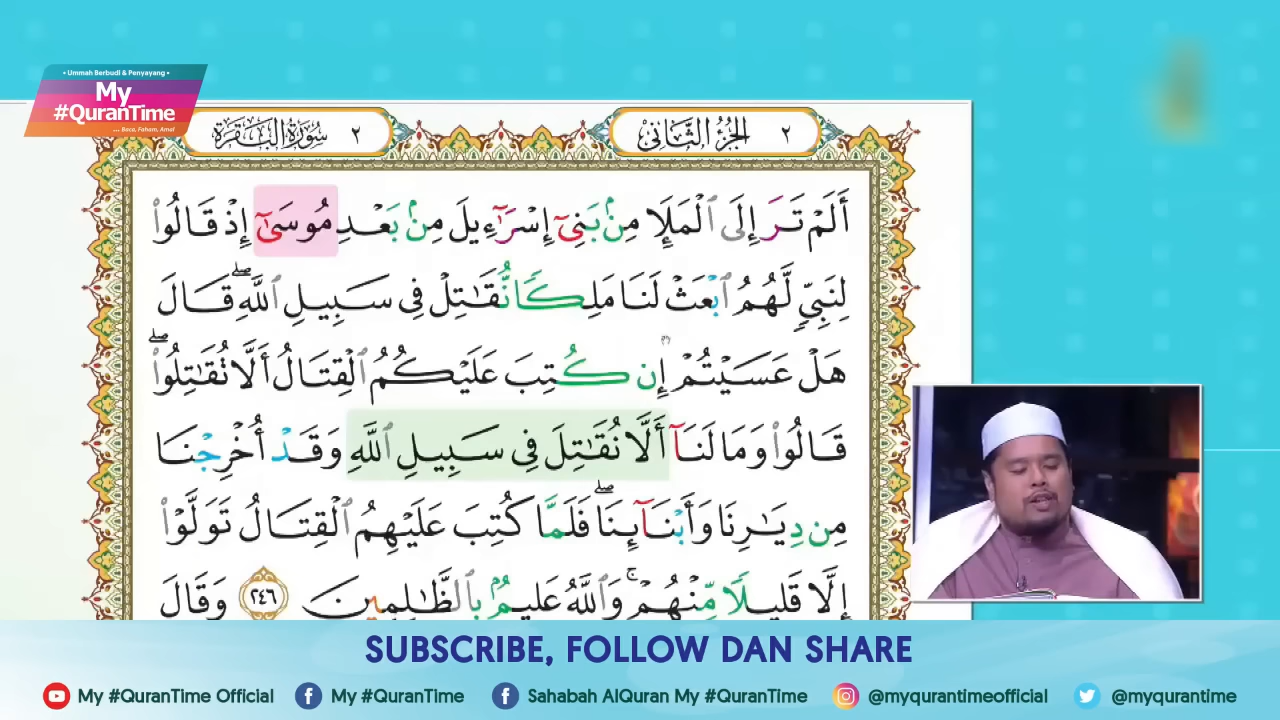 • Ummah Berbudi & Penyayang •
My
#QuranTime
... Baca, Faham, Amal
٢ الجزء الثاني
٢ سورة البقرة
أَلَمْ تَرَ إِلَى ٱلْمَلَإِ مِنۢ بَنِىٓ إِسْرَٰٓءِيلَ مِنۢ بَعْدِ مُوسَىٰٓ إِذْ قَالُوا۟
لِنَبِىٍّ لَّهُمُ ٱبْعَثْ لَنَا مَلِكًا نُّقَٰتِلْ فِى سَبِيلِ ٱللَّهِ ۖ قَالَ
هَلْ عَسَيْتُمْ إِن كُتِبَ عَلَيْكُمُ ٱلْقِتَالُ أَلَّا تُقَٰتِلُوا۟ ۖ
قَالُوا۟ وَمَا لَنَآ أَلَّا نُقَٰتِلَ فِى سَبِيلِ ٱللَّهِ وَقَدْ أُخْرِجْنَا
مِن دِيَٰرِنَا وَأَبْنَآئِنَا ۖ فَلَمَّا كُتِبَ عَلَيْهِمُ ٱلْقِتَالُ تَوَلَّوْا۟
إِلَّا قَلِيلًا مِّنْهُمْ ۗ وَٱللَّهُ عَلِيمٌۢ بِٱلظَّٰلِمِينَ ٢٤٦ وَقَالَ
SUBSCRIBE, FOLLOW DAN SHARE
My #QuranTime Official My #QuranTime Sahabah AlQuran My #QuranTime @myqurantimeofficial @myqurantime